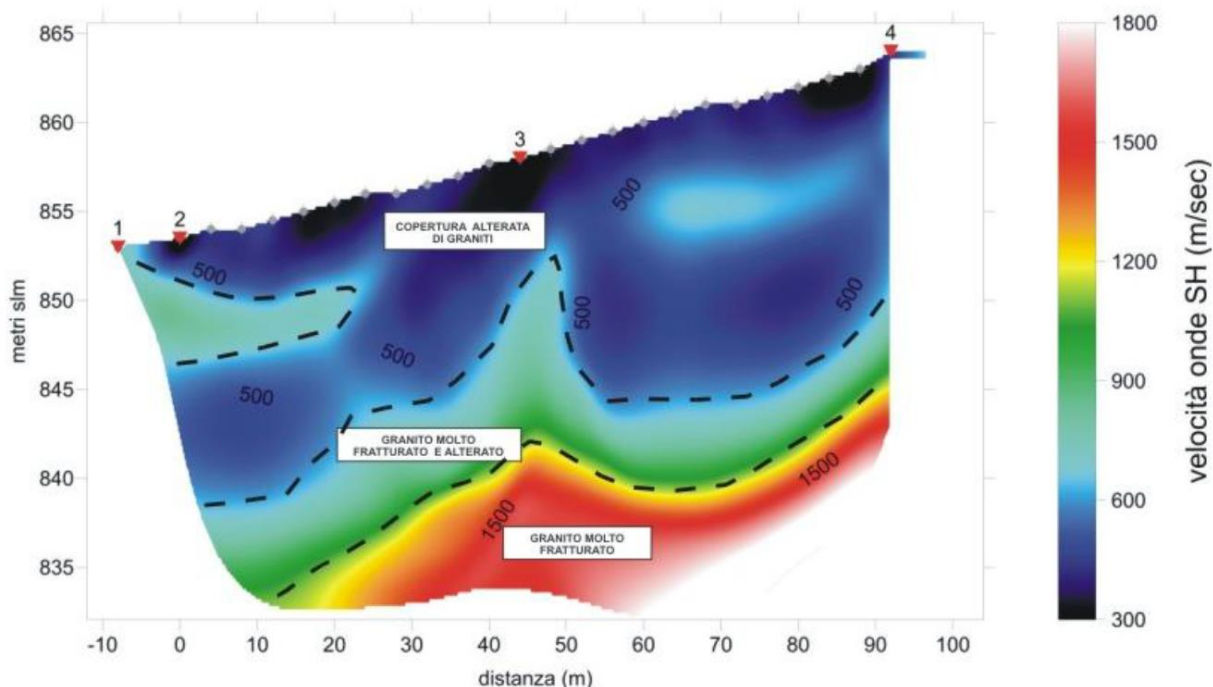 865
860
855
850
845
840
835
metri slm
-10 0 10 20 30 40 50 60 70 80 90 100
distanza (m)
1
2
3
4
500
500
500
500
500
500
1500
1500
COPERTURA ALTERATA
DI GRANITI
GRANITO MOLTO
FRATTURATO E ALTERATO
GRANITO MOLTO
FRATTURATO
1800
1500
1200
900
600
300
velocità onde SH (m/sec)